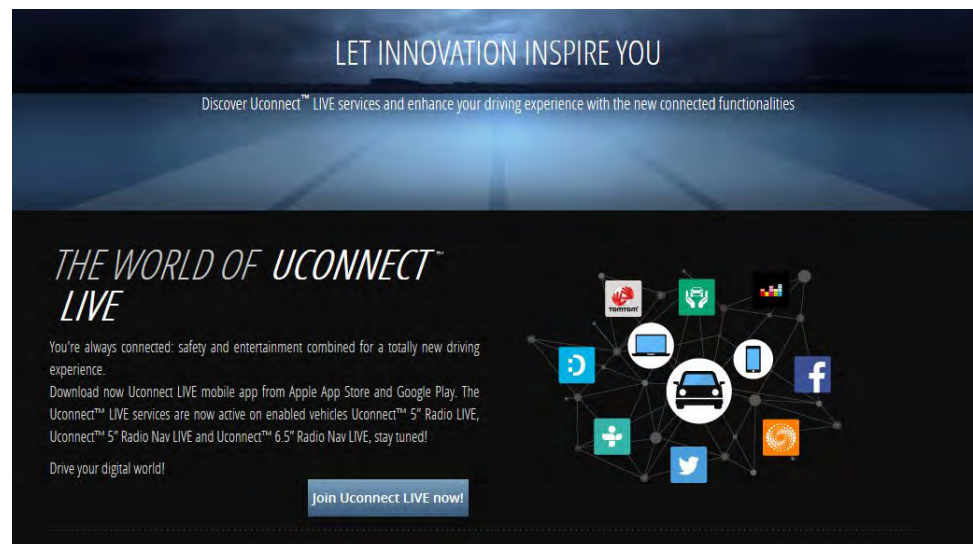 LET INNOVATION INSPIRE YOU
Discover Uconnect™ LIVE services and enhance your driving experience with the new connected functionalities
THE WORLD OF UCONNECT™
LIVE
You're always connected: safety and entertainment combined for a totally new driving
experience.
Download now Uconnect LIVE mobile app from Apple App Store and Google Play. The
Uconnect™ LIVE services are now active on enabled vehicles Uconnect™ 5" Radio LIVE,
Uconnect™ 5" Radio Nav LIVE and Uconnect™ 6.5" Radio Nav LIVE, stay tuned!
Drive your digital world!
Join Uconnect LIVE now!
TOMTOM